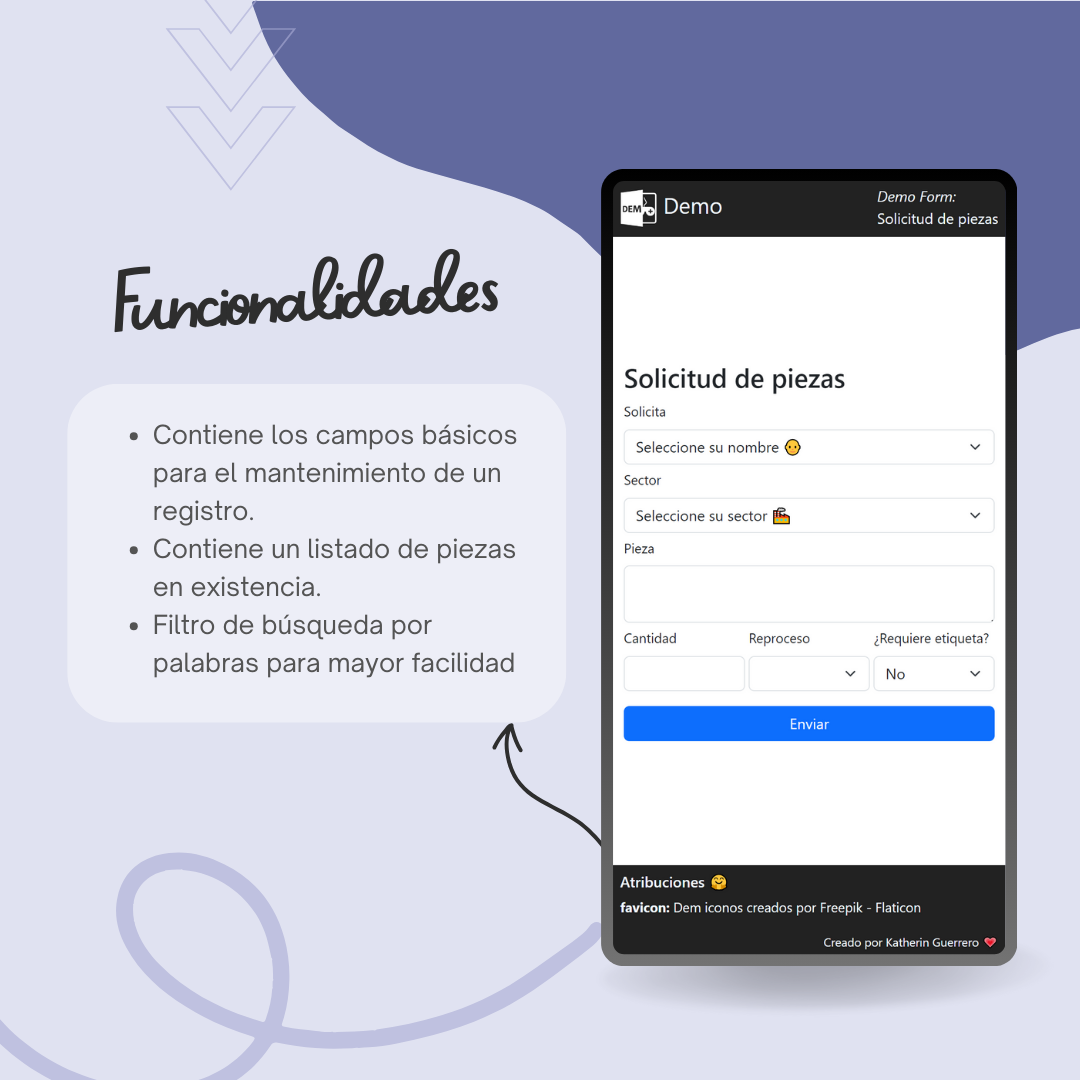 Funcionalidades
• Contiene los campos básicos
para el mantenimiento de un
registro.
• Contiene un listado de piezas
en existencia.
• Filtro de búsqueda por
palabras para mayor facilidad
DEM
Demo
Demo Form:
Solicitud de piezas
Solicitud de piezas
Solicita
Seleccione su nombre 👴
Sector
Seleccione su sector 🏭
Pieza
Cantidad Reproceso ¿Requiere etiqueta?
No
Enviar
Atribuciones 🤗
favicon: Dem iconos creados por Freepik - Flaticon
Creado por Katherin Guerrero ❤️